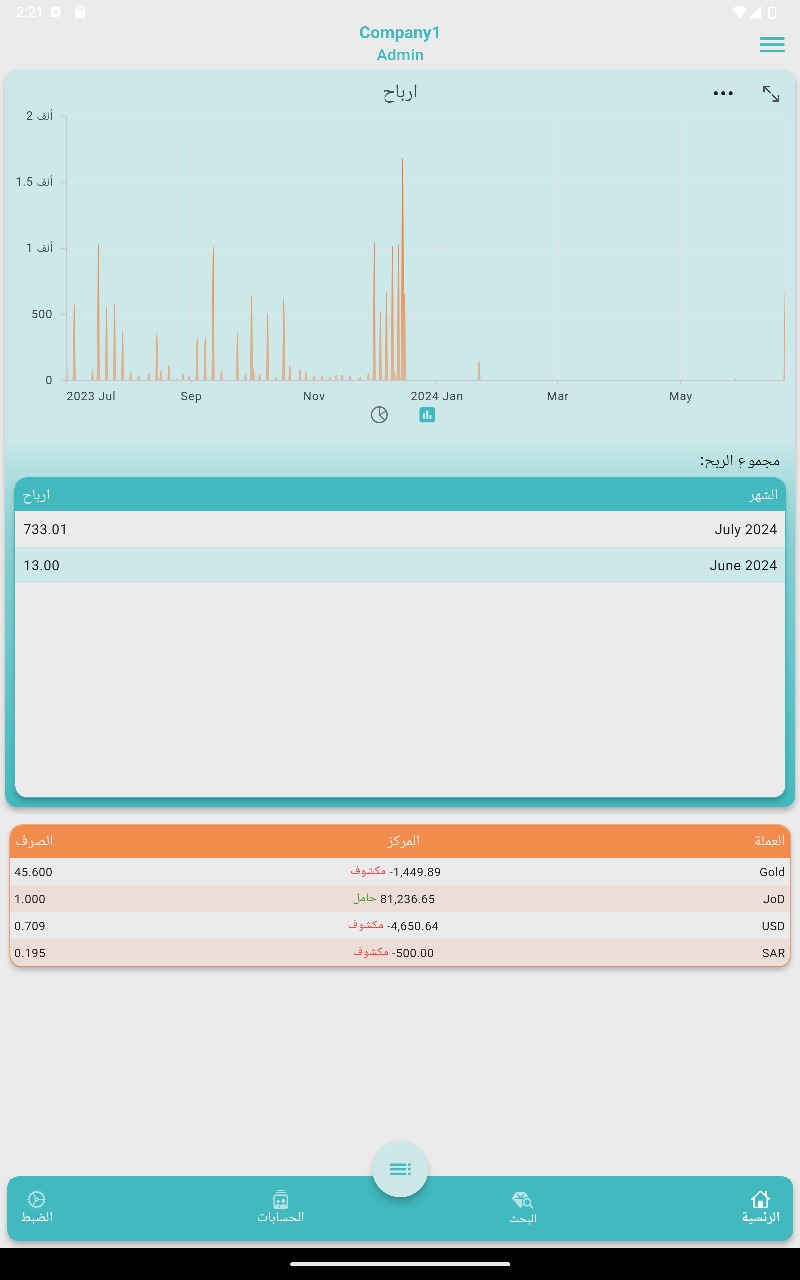 2:21
Company1
Admin
ارباح
2 ألف
1.5 ألف
1 ألف
500
0
2023 Jul Sep Nov 2024 Jan Mar May
مجموع الربح:
الشهر ارباح
July 2024 733.01
June 2024 13.00
العملة المركز الصرف
Gold -1,449.89 مكشوف 45.600
JoD 81,236.65 حامل 1.000
USD -4,650.64 مكشوف 0.709
SAR -500.00 مكشوف 0.195
الرئسية البحث الحسابات الضبط